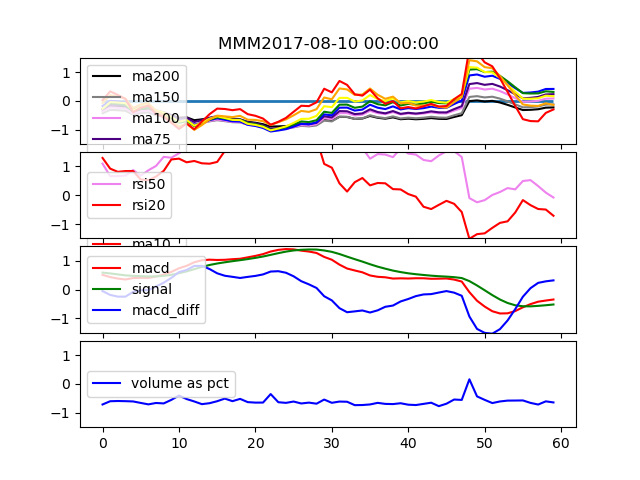 MMM2017-08-10 00:00:00
1
0
−1
ma200
ma150
ma100
ma75
1
0
−1
rsi50
rsi20
ma10
1
0
−1
macd
signal
macd_diff
1
0
−1
volume as pct
0 10 20 30 40 50 60